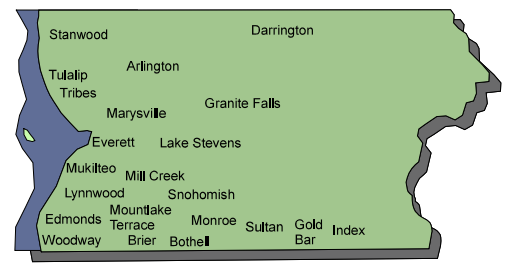 Stanwood
Darrington
Arlington
Tulalip
Tribes
Granite Falls
Marysville
Everett
Lake Stevens
Mukilteo
Mill Creek
Lynnwood
Snohomish
Mountlake
Terrace
Edmonds
Monroe
Sultan
Gold
Bar
Index
Woodway
Brier
Bothell